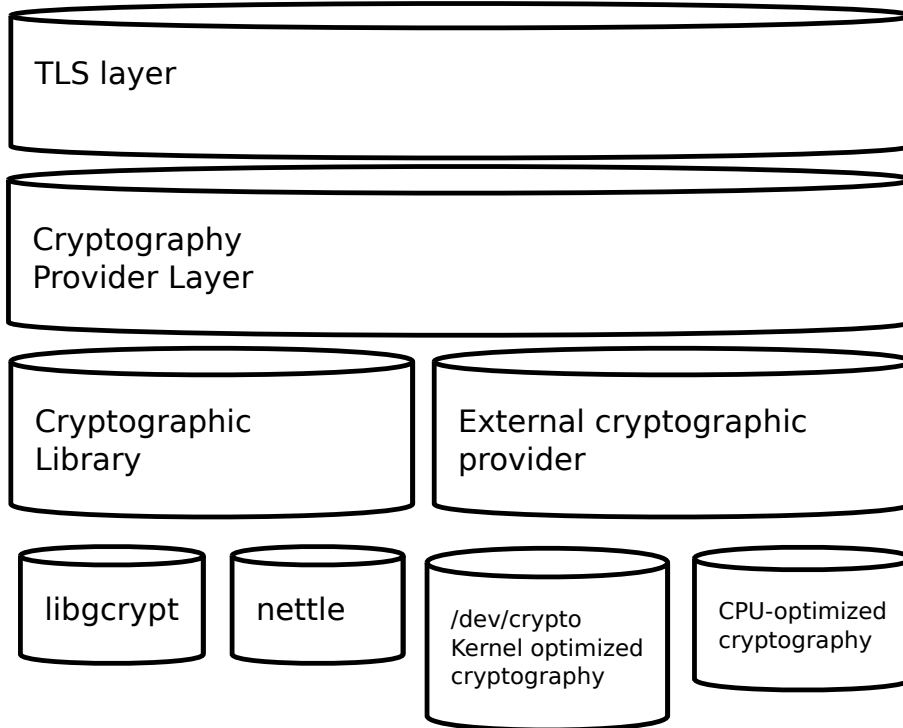 TLS layer
Cryptography
Provider Layer
Cryptographic
Library
External cryptographic
provider
libgcrypt
nettle
/dev/crypto
Kernel optimized
cryptography
CPU-optimized
cryptography